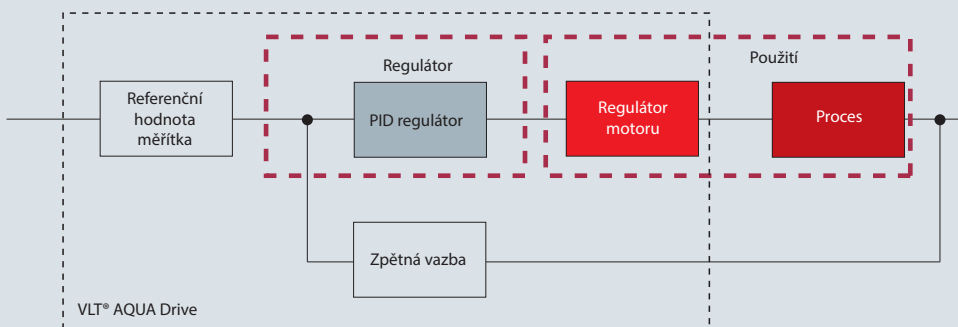 Regulátor
Použití
Referenční
hodnota
měřítka
PID regulátor
Regulátor
motoru
Proces
Zpětná vazba
VLT® AQUA Drive